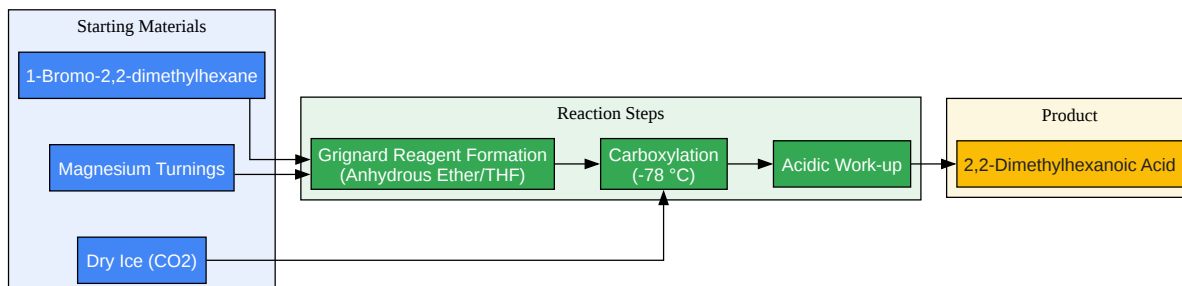 Starting Materials
1-Bromo-2,2-dimethylhexane
Magnesium Turnings
Dry Ice (CO2)
Reaction Steps
Grignard Reagent Formation
(Anhydrous Ether/THF)
Carboxylation
(-78 °C)
Acidic Work-up
Product
2,2-Dimethylhexanoic Acid